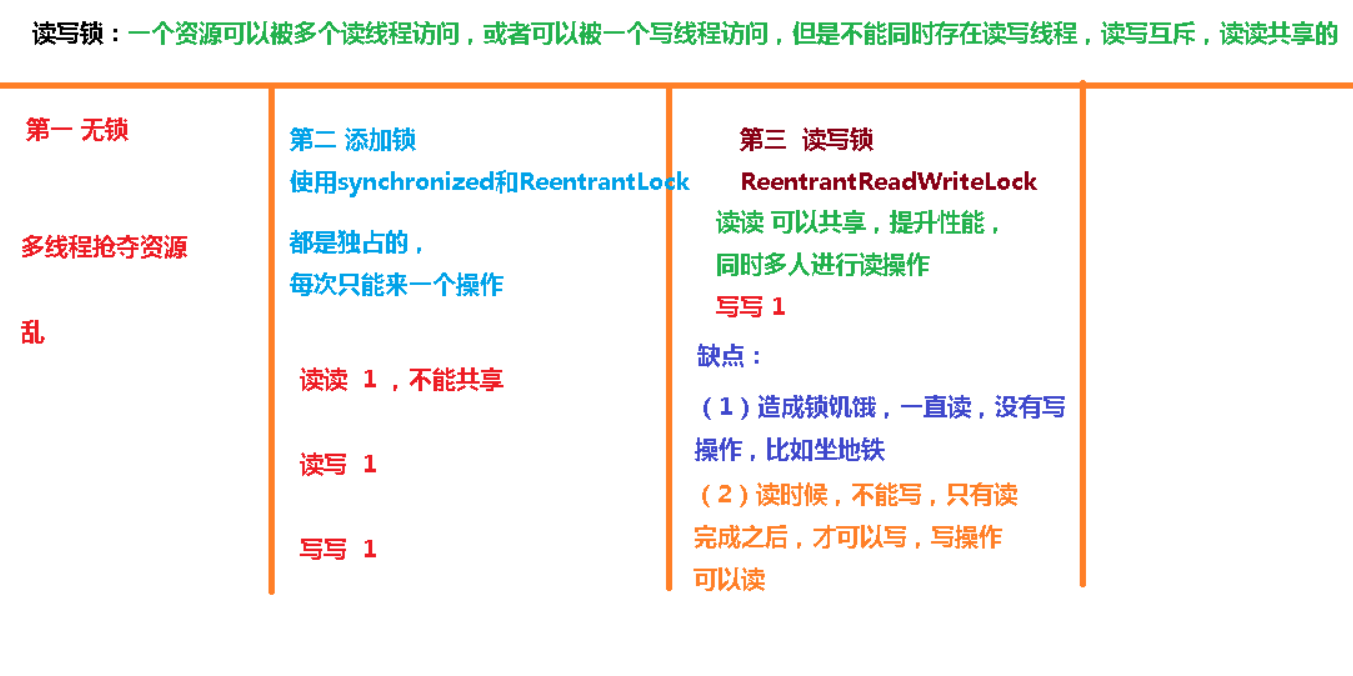 读写锁：一个资源可以被多个读线程访问，或者可以被一个写线程访问，但是不能同时存在读写线程，读写互斥，读读共享的
第一 无锁
多线程抢夺资源
乱
第二 添加锁
使用synchronized和ReentrantLock
都是独占的，
每次只能来一个操作
读读 1 ，不能共享
读写 1
写写 1
第三 读写锁
ReentrantReadWriteLock
读读 可以共享，提升性能，
同时多人进行读操作
写写 1
缺点：
（1）造成锁饥饿，一直读，没有写
操作，比如坐地铁
（2）读时候，不能写，只有读
完成之后，才可以写，写操作
可以读